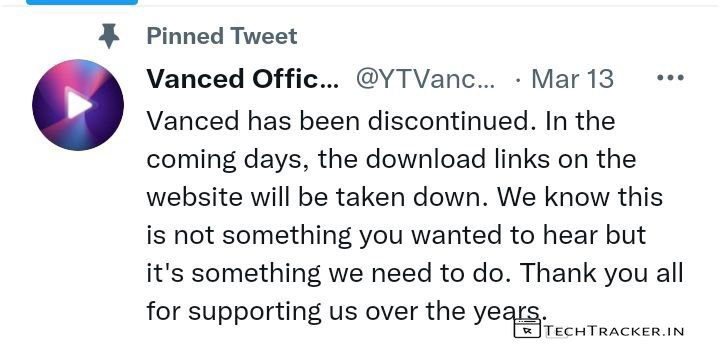 Pinned Tweet
Vanced Offic... @YTVanc... · Mar 13
Vanced has been discontinued. In the
coming days, the download links on the
website will be taken down. We know this
is not something you wanted to hear but
it's something we need to do. Thank you all
for supporting us over the years.
TECHTRACKER.IN